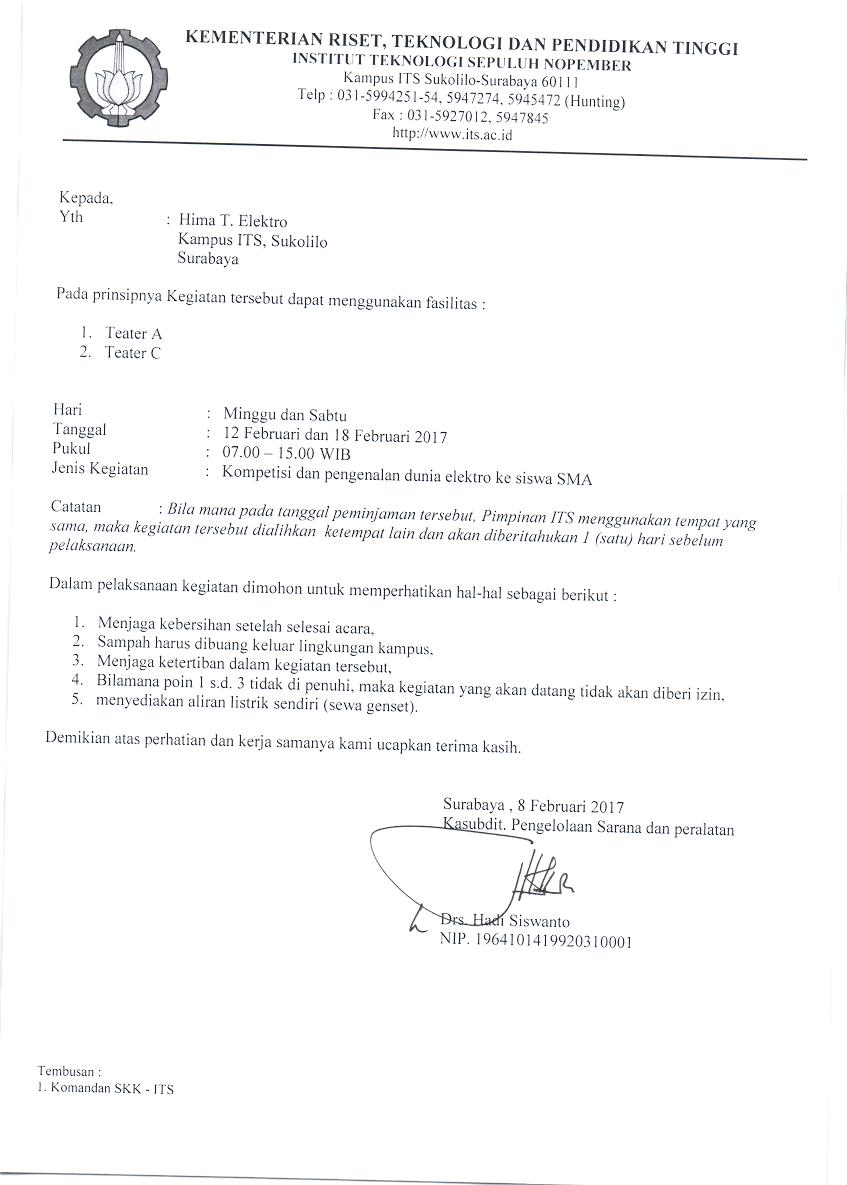 KEMENTERIAN RISET, TEKNOLOGI DAN PENDIDIKAN TINGGI
INSTITUT TEKNOLOGI SEPULUH NOPEMBER
Kampus ITS Sukolilo-Surabaya 60111
Telp : 031-5994251-54, 5947274, 5945472 (Hunting)
Fax : 031-5927012, 5947845
http://www.its.ac.id
Kepada,
Yth : Hima T. Elektro
Kampus ITS, Sukolilo
Surabaya
Pada prinsipnya Kegiatan tersebut dapat menggunakan fasilitas :
1. Teater A
2. Teater C
Hari : Minggu dan Sabtu
Tanggal : 12 Februari dan 18 Februari 2017
Pukul : 07.00 – 15.00 WIB
Jenis Kegiatan : Kompetisi dan pengenalan dunia elektro ke siswa SMA
Catatan : Bila mana pada tanggal peminjaman tersebut, Pimpinan ITS menggunakan tempat yang
sama, maka kegiatan tersebut dialihkan ketempat lain dan akan diberitahukan 1 (satu) hari sebelum
pelaksanaan.
Dalam pelaksanaan kegiatan dimohon untuk memperhatikan hal-hal sebagai berikut :
1. Menjaga kebersihan setelah selesai acara,
2. Sampah harus dibuang keluar lingkungan kampus,
3. Menjaga ketertiban dalam kegiatan tersebut,
4. Bilamana poin 1 s.d. 3 tidak di penuhi, maka kegiatan yang akan datang tidak akan diberi izin,
5. menyediakan aliran listrik sendiri (sewa genset).
Demikian atas perhatian dan kerja samanya kami ucapkan terima kasih.
Surabaya , 8 Februari 2017
Kasubdit. Pengelolaan Sarana dan peralatan
Drs. Hadi Siswanto
NIP. 1964101419920310001
Tembusan :
1. Komandan SKK - ITS